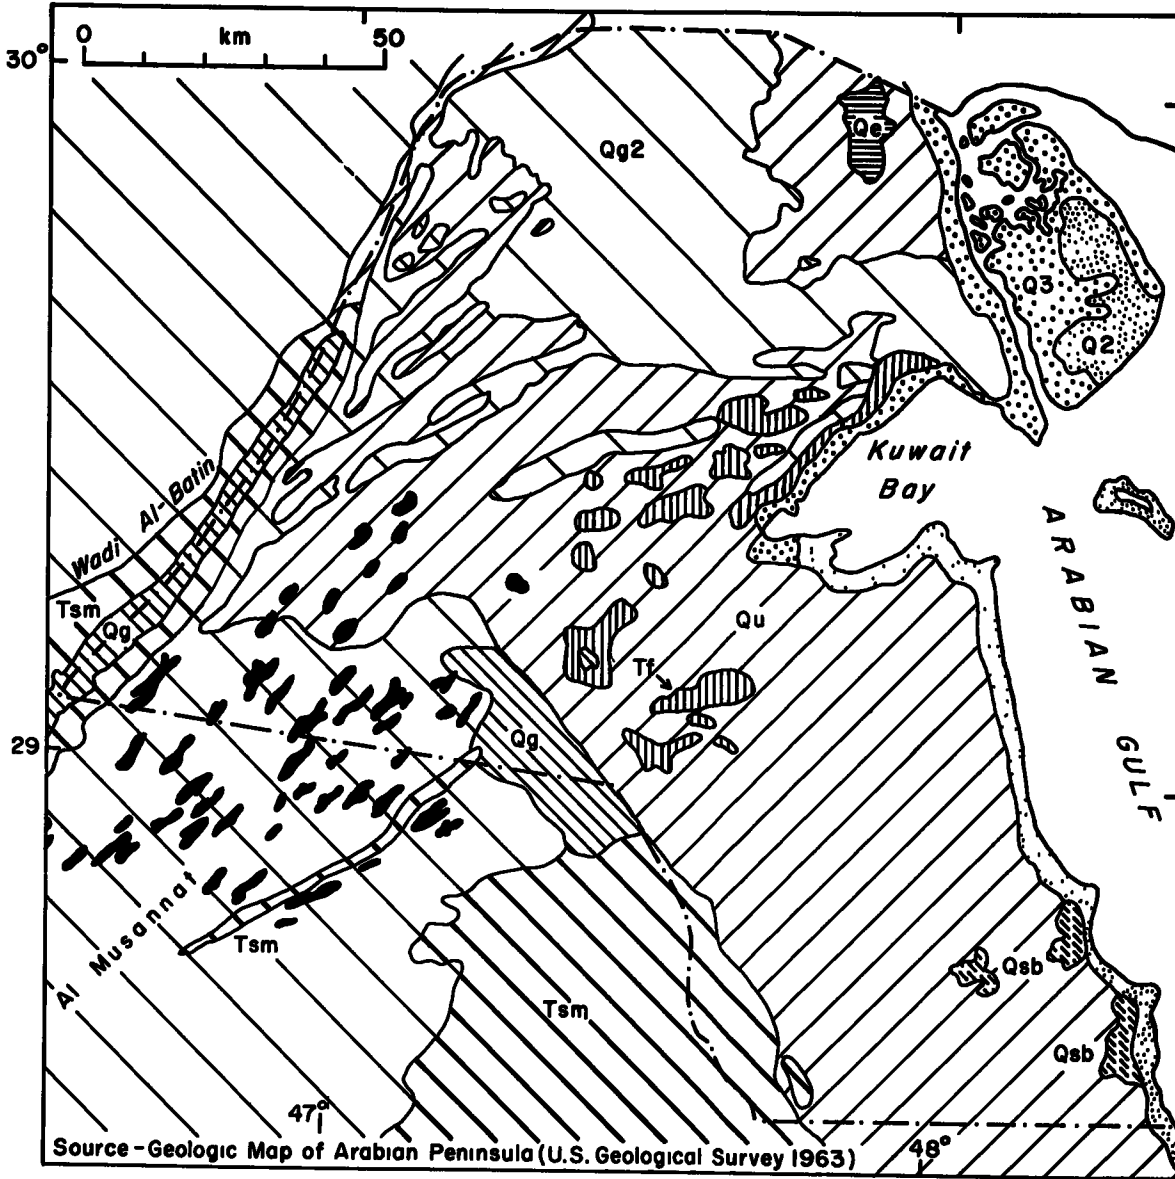 0 km 50
30°
Qe
Qg2
Q3
Q2
Kuwait
Bay
Wadi Al-Batin
ARABIAN GULF
Tsm
Qg
Qu
Tf
Qg
29
Al Musannat
Tsm
Qsb
Tsm
Qsb
47°
48°
Source-Geologic Map of Arabian Peninsula (U.S. Geological Survey 1963)